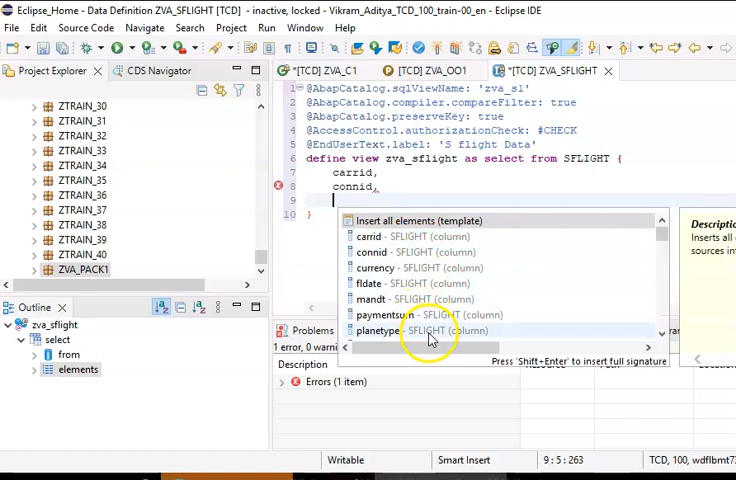 Eclipse_Home - Data Definition ZVA_SFLIGHT [TCD] - inactive, locked - Vikram_Aditya_TCD_100_train-00_en - Eclipse IDE
File Edit Source Code Navigate Search Project Run Window Help
Project Explorer CDS Navigator
*[TCD] ZVA_C1 [TCD] ZVA_OO1 *[TCD] ZVA_SFLIGHT
ZTRAIN_30
ZTRAIN_31
ZTRAIN_32
ZTRAIN_33
ZTRAIN_34
ZTRAIN_35
ZTRAIN_36
ZTRAIN_37
ZTRAIN_38
ZTRAIN_39
ZTRAIN_40
ZVA_PACK1
1 @AbapCatalog.sqlViewName: 'zva_s1'
2 @AbapCatalog.compiler.compareFilter: true
3 @AbapCatalog.preserveKey: true
4 @AccessControl.authorizationCheck: #CHECK
5 @EndUserText.label: 'S flight Data'
6 define view zva_sflight as select from SFLIGHT {
7 carrid,
8 connid,
9
10 }
Insert all elements (template)
carrid - SFLIGHT (column)
connid - SFLIGHT (column)
currency - SFLIGHT (column)
fldate - SFLIGHT (column)
mandt - SFLIGHT (column)
paymentsum - SFLIGHT (column)
planetype - SFLIGHT (column)
Press 'Shift+Enter' to insert full signature
Descriptio
Inserts all
sources in
Outline
zva_sflight
select
from
elements
Problems
1 error, 0 warni
Description
Errors (1 item)
Writable Smart Insert 9 : 5 : 263 TCD, 100, wdflbmt73